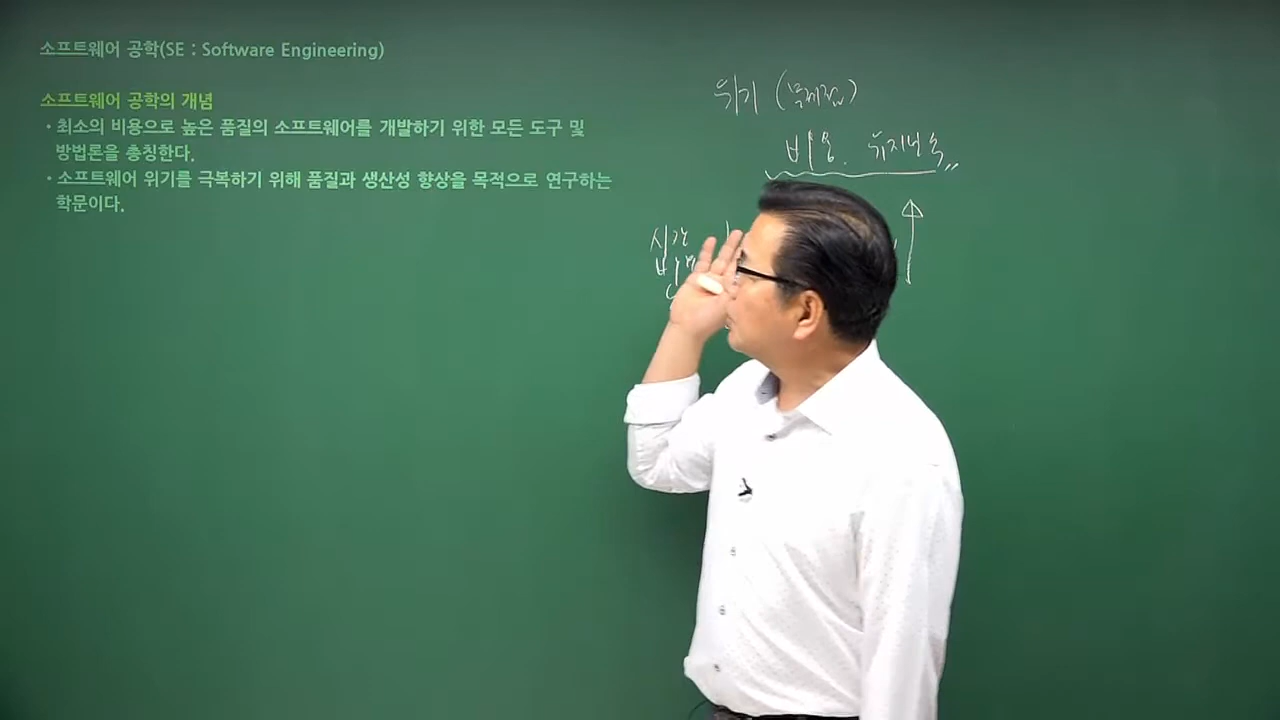 소프트웨어 공학(SE : Software Engineering)
소프트웨어 공학의 개념
・최소의 비용으로 높은 품질의 소프트웨어를 개발하기 위한 모든 도구 및
방법론을 총칭한다.
・소프트웨어 위기를 극복하기 위해 품질과 생산성 향상을 목적으로 연구하는
학문이다.
위기 (문제점)
비용. 유지보수
시간